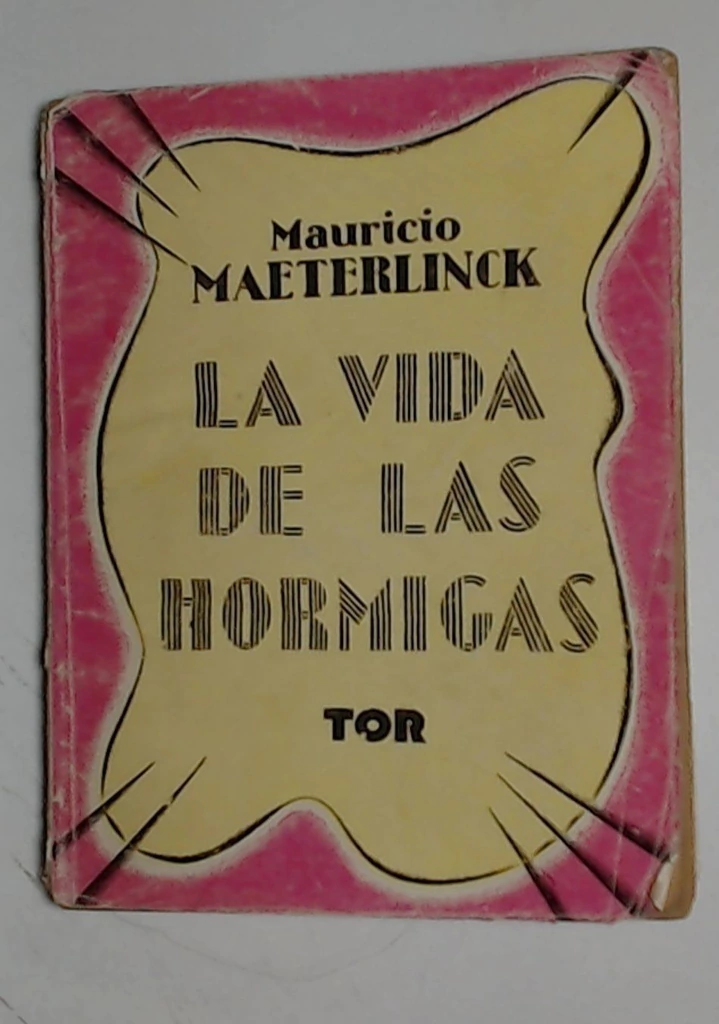 Mauricio
MAETERLINCK
LA VIDA
DE LAS
HORMIGAS
TOR